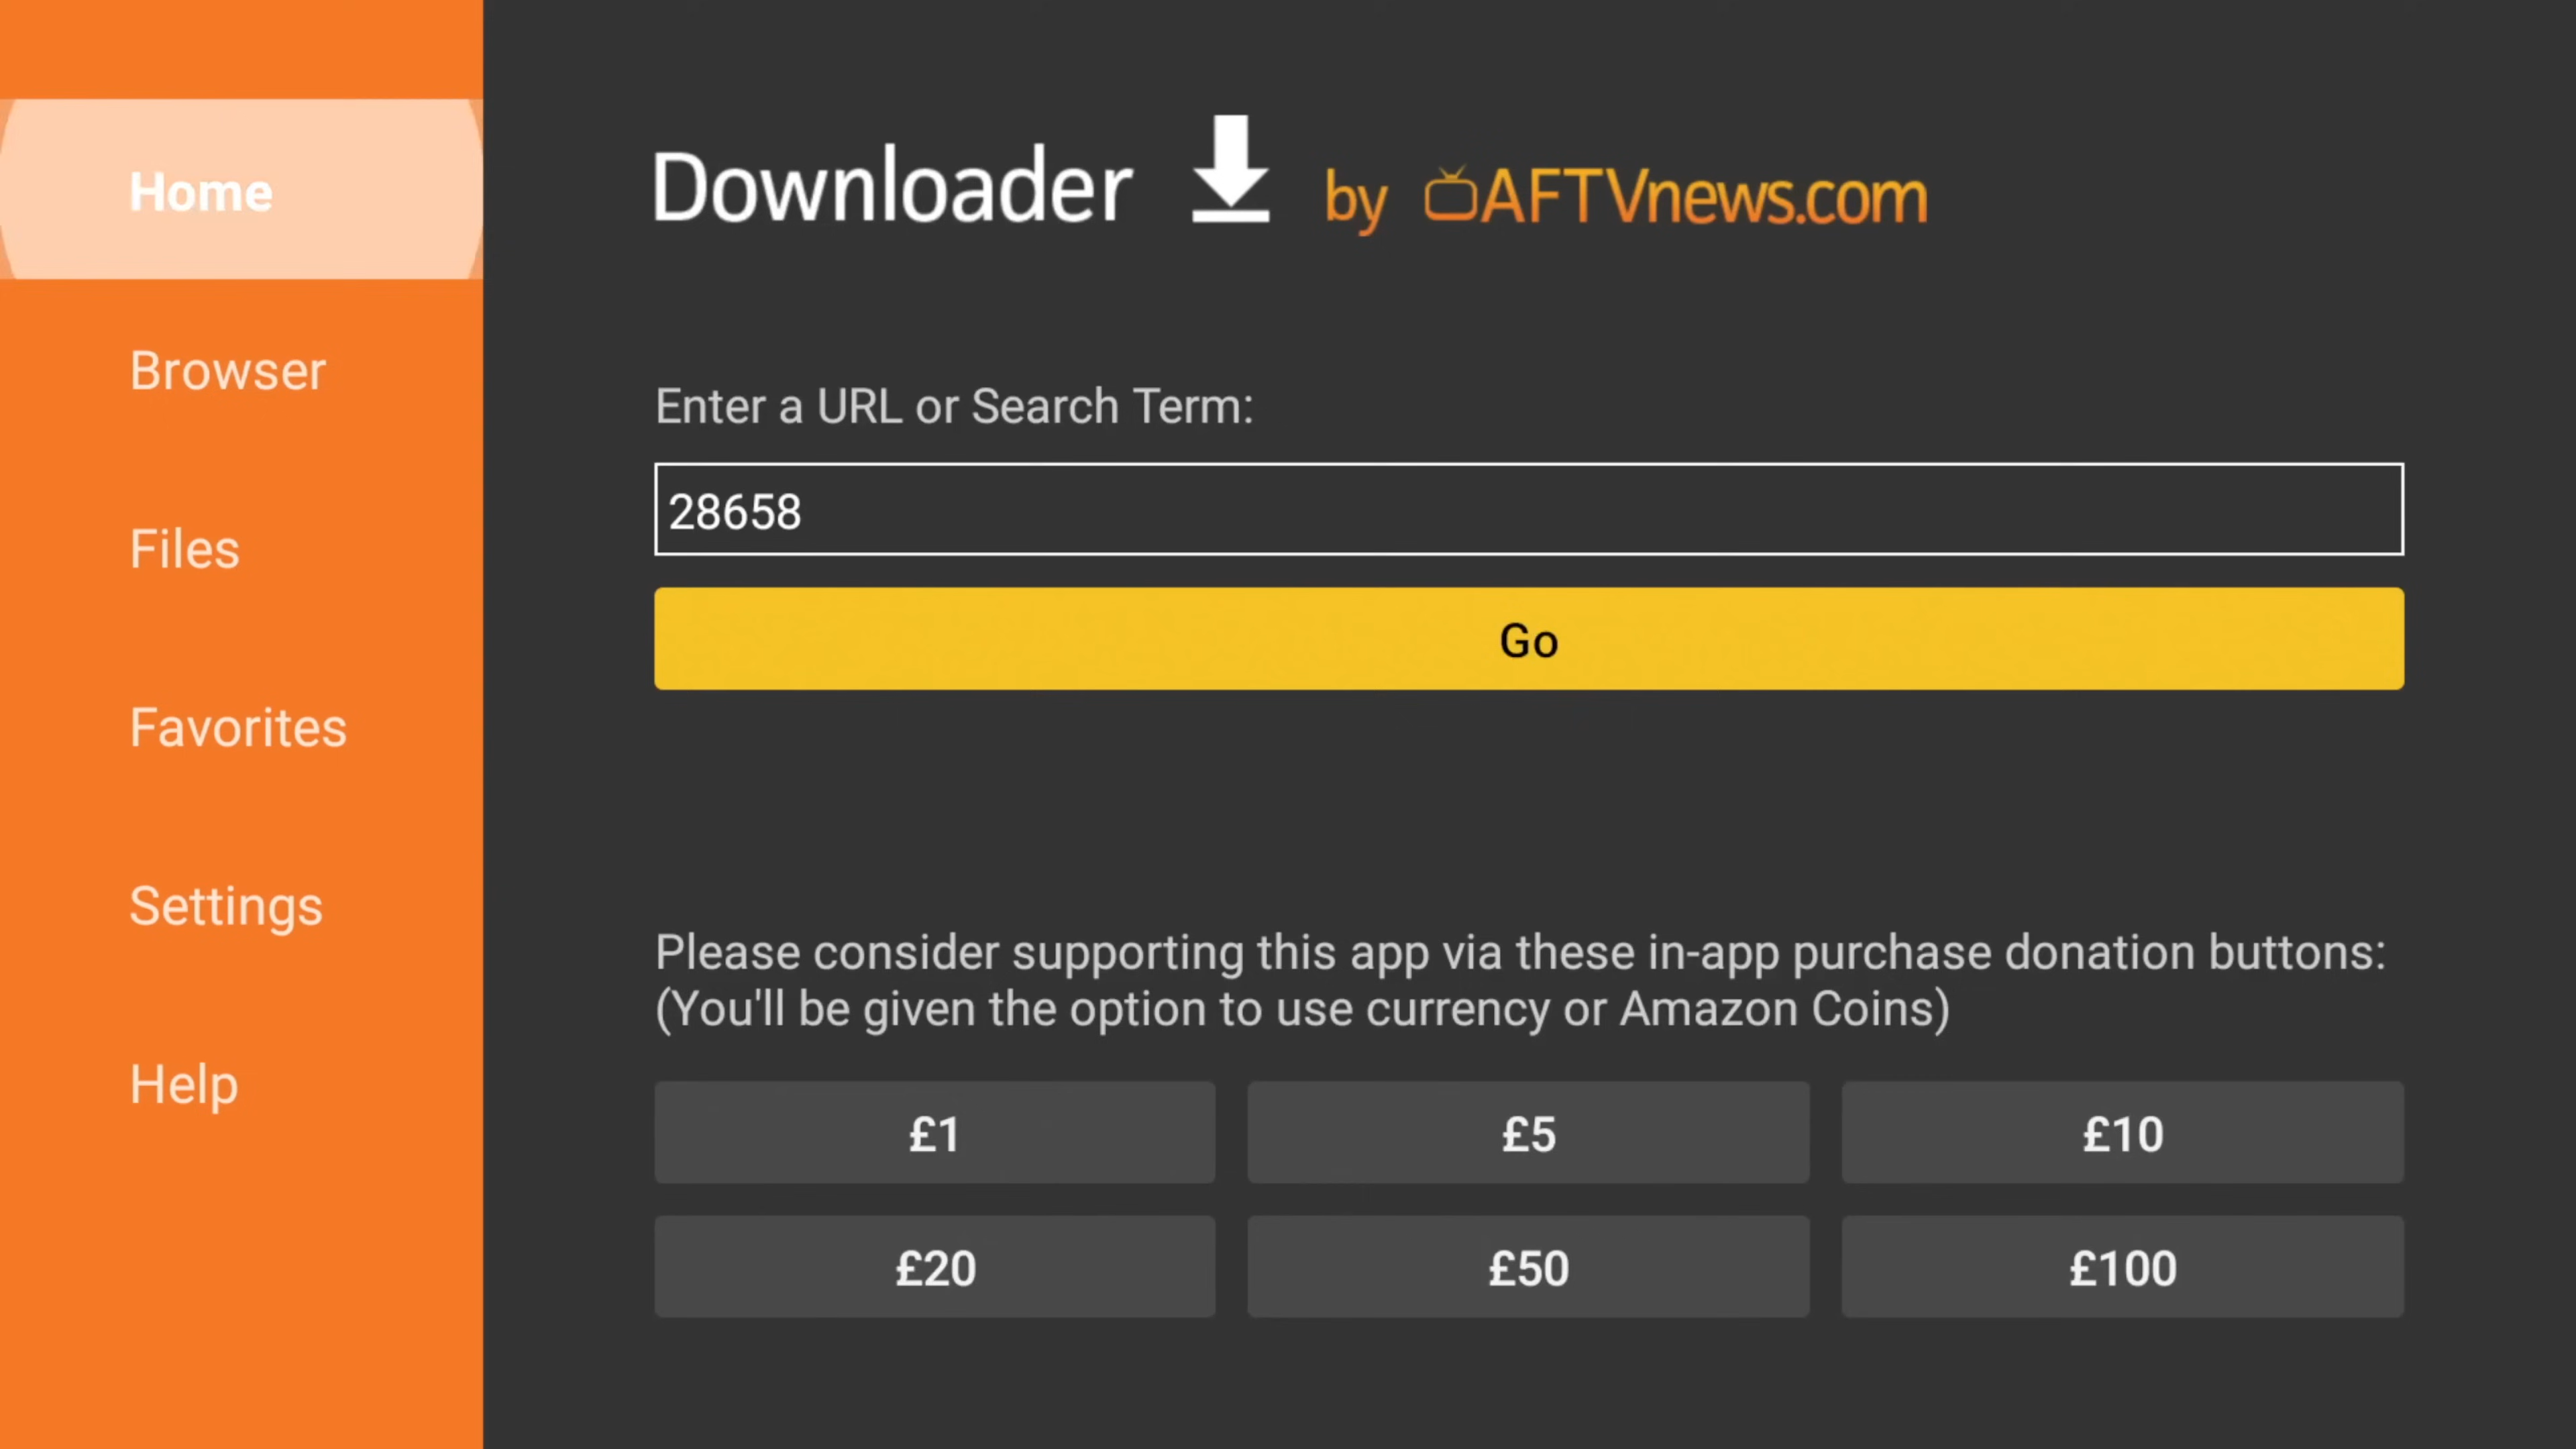 Home
Browser
Files
Favorites
Settings
Help
Downloader by AFTVnews.com
Enter a URL or Search Term:
28658
Go
Please consider supporting this app via these in-app purchase donation buttons:
(You'll be given the option to use currency or Amazon Coins)
£1 £5 £10
£20 £50 £100